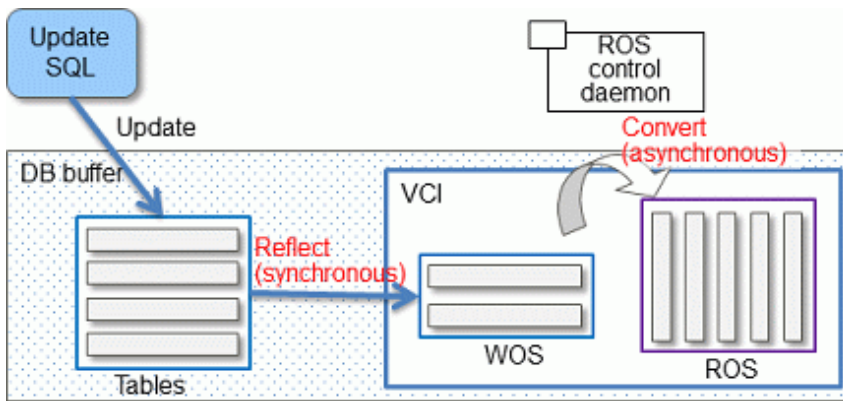 Update
SQL
ROS
control
daemon
Update
Convert
(asynchronous)
DB buffer
VCI
Reflect
(synchronous)
WOS
ROS
Tables